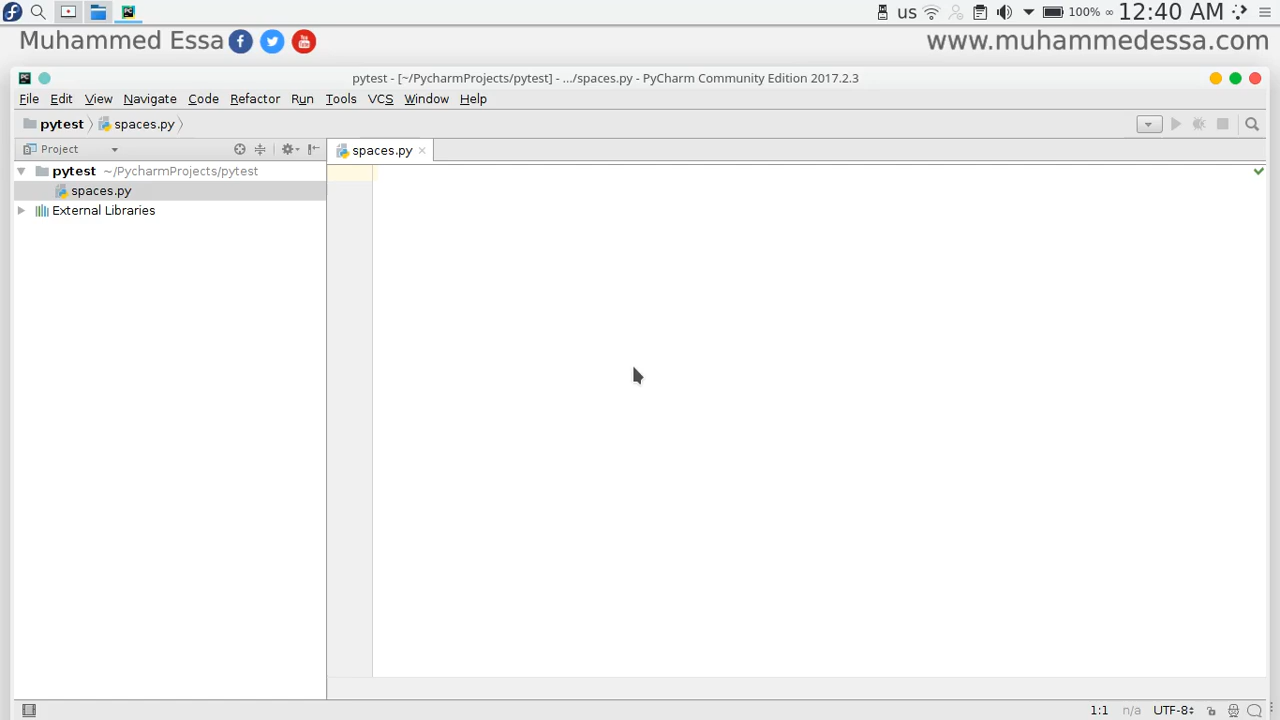 us 100% 12:40 AM
Muhammed Essa www.muhammedessa.com
pytest - [~/PycharmProjects/pytest] - .../spaces.py - PyCharm Community Edition 2017.2.3
File Edit View Navigate Code Refactor Run Tools VCS Window Help
pytest spaces.py
Project
spaces.py
pytest ~/PycharmProjects/pytest
spaces.py
External Libraries
1:1 n/a UTF-8